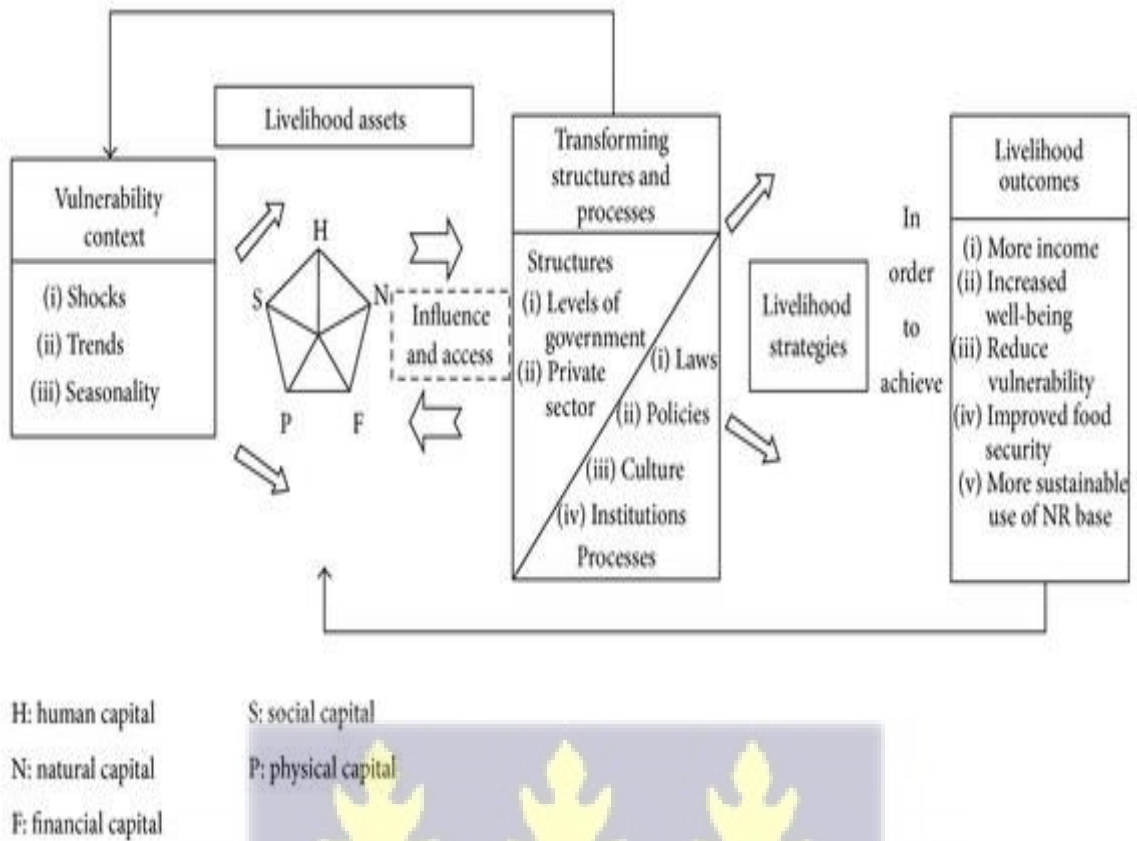 Livelihood assets
Vulnerability
context
(i) Shocks
(ii) Trends
(iii) Seasonality
H
S
N
P
F
Influence
and access
Transforming
structures and
processes
Structures
(i) Levels of
government
(ii) Private
sector
(i) Laws
(ii) Policies
(iii) Culture
(iv) Institutions
Processes
Livelihood
strategies
In
order
to
achieve
Livelihood
outcomes
(i) More income
(ii) Increased
well-being
(iii) Reduce
vulnerability
(iv) Improved food
security
(v) More sustainable
use of NR base
H: human capital
S: social capital
N: natural capital
P: physical capital
F: financial capital